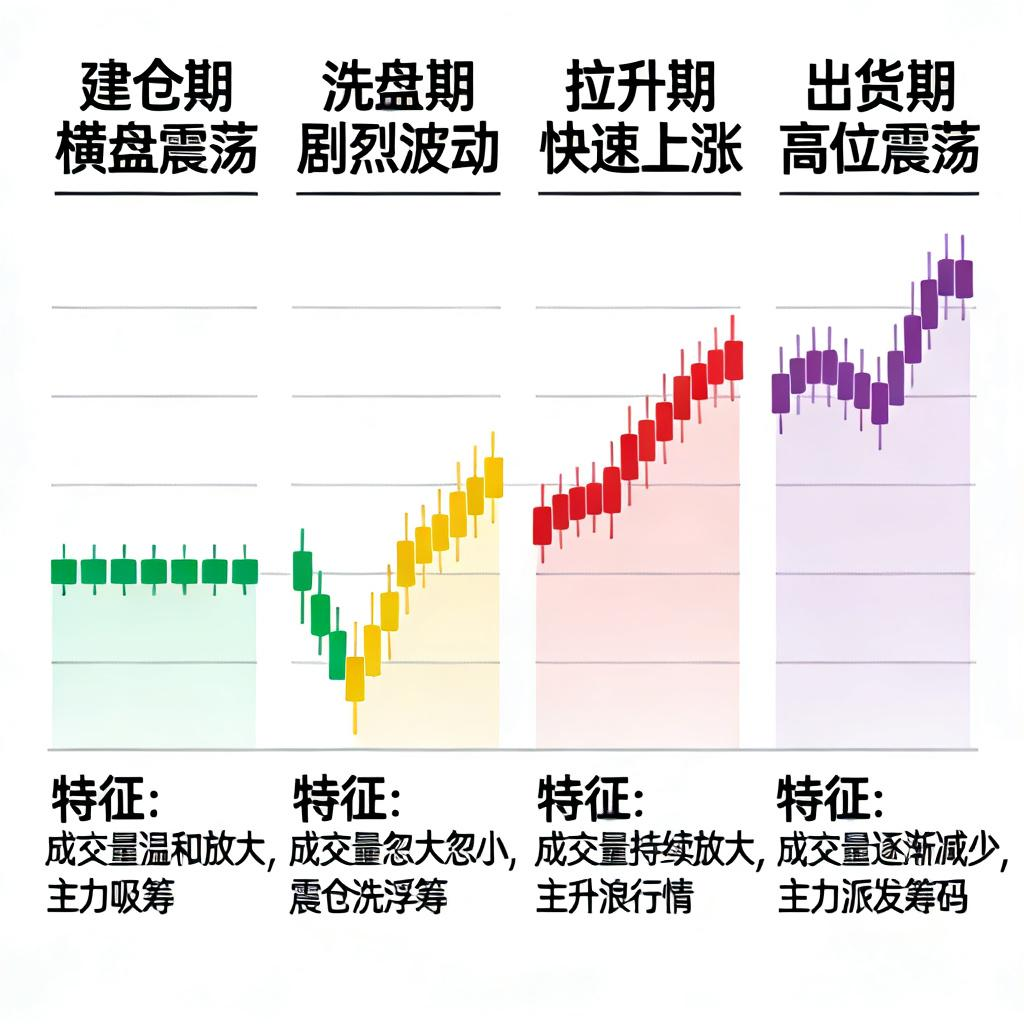 建仓期
横盘震荡
洗盘期
剧烈波动
拉升期
快速上涨
出货期
高位震荡
特征：
成交量温和放大，
主力吸筹
特征：
成交量忽大忽小，
震仓洗浮筹
特征：
成交量持续放大，
主升浪行情
特征：
成交量逐渐减少，
主力派发筹码